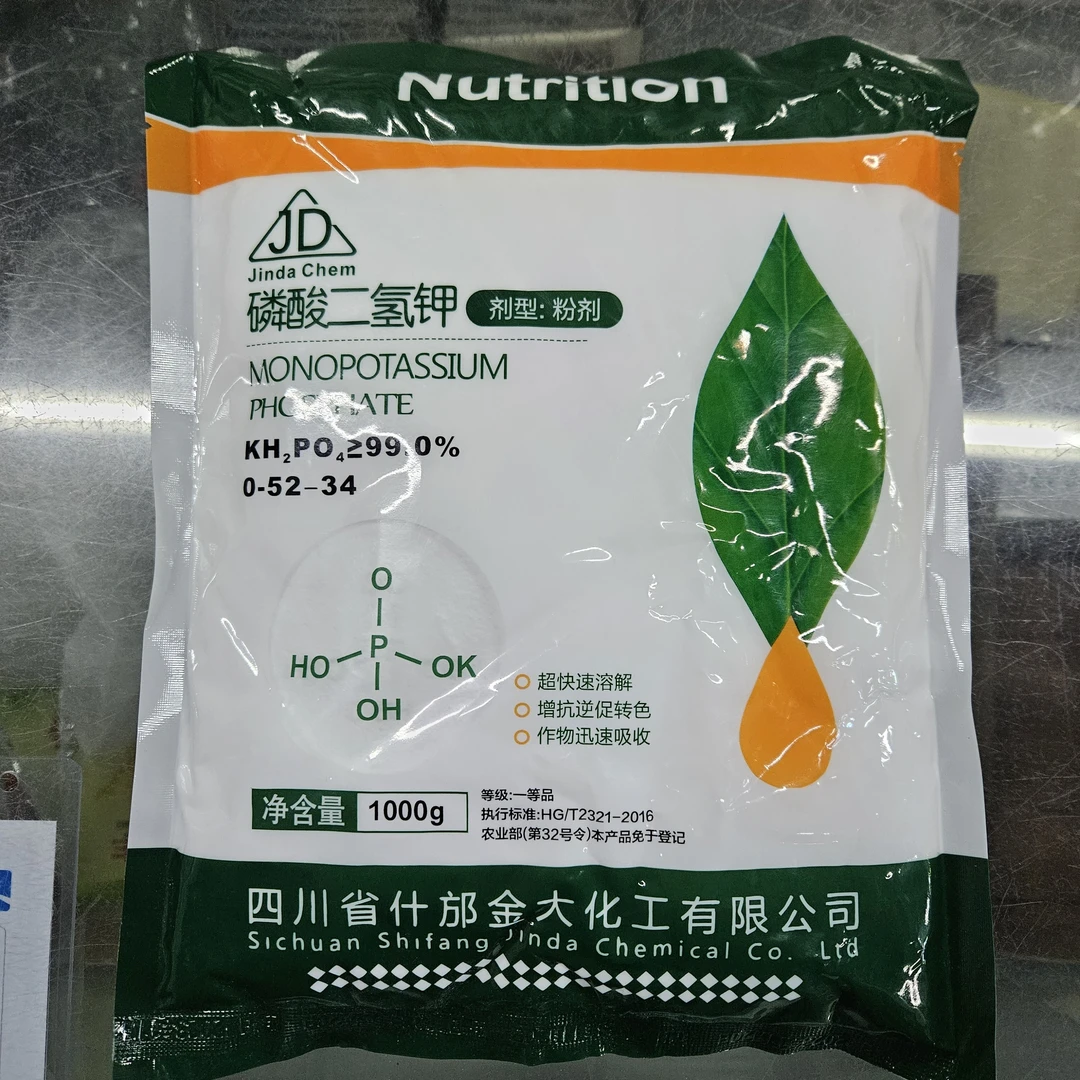 Nutrition
JD
Jinda Chem
磷酸二氢钾 剂型: 粉剂
MONOPOTASSIUM
PHOSPHATE
KH₂PO₄≥99.0%
0-52-34
O
P
HO OK
OH
超快速溶解
增抗逆促转色
作物迅速吸收
净含量 1000g
等级:一等品
执行标准:HG/T2321-2016
农业部(第32号令)本产品免于登记
四川省什邡金大化工有限公司
Sichuan Shifang Jinda Chemical Co. Ltd